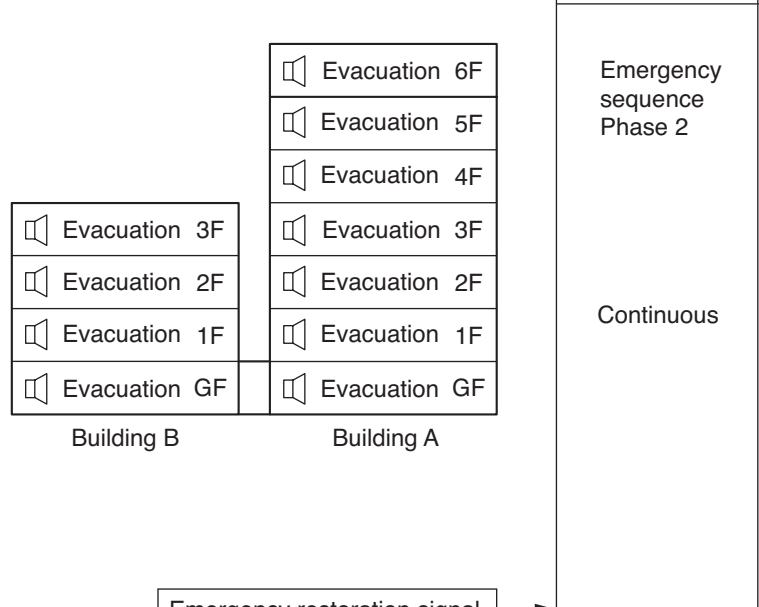 Evacuation 6F
Evacuation 5F
Evacuation 4F
Evacuation 3F
Evacuation 2F
Evacuation 1F
Evacuation GF
Building A
Evacuation 3F
Evacuation 2F
Evacuation 1F
Evacuation GF
Building B
Emergency
sequence
Phase 2
Continuous
Emergency restoration signal